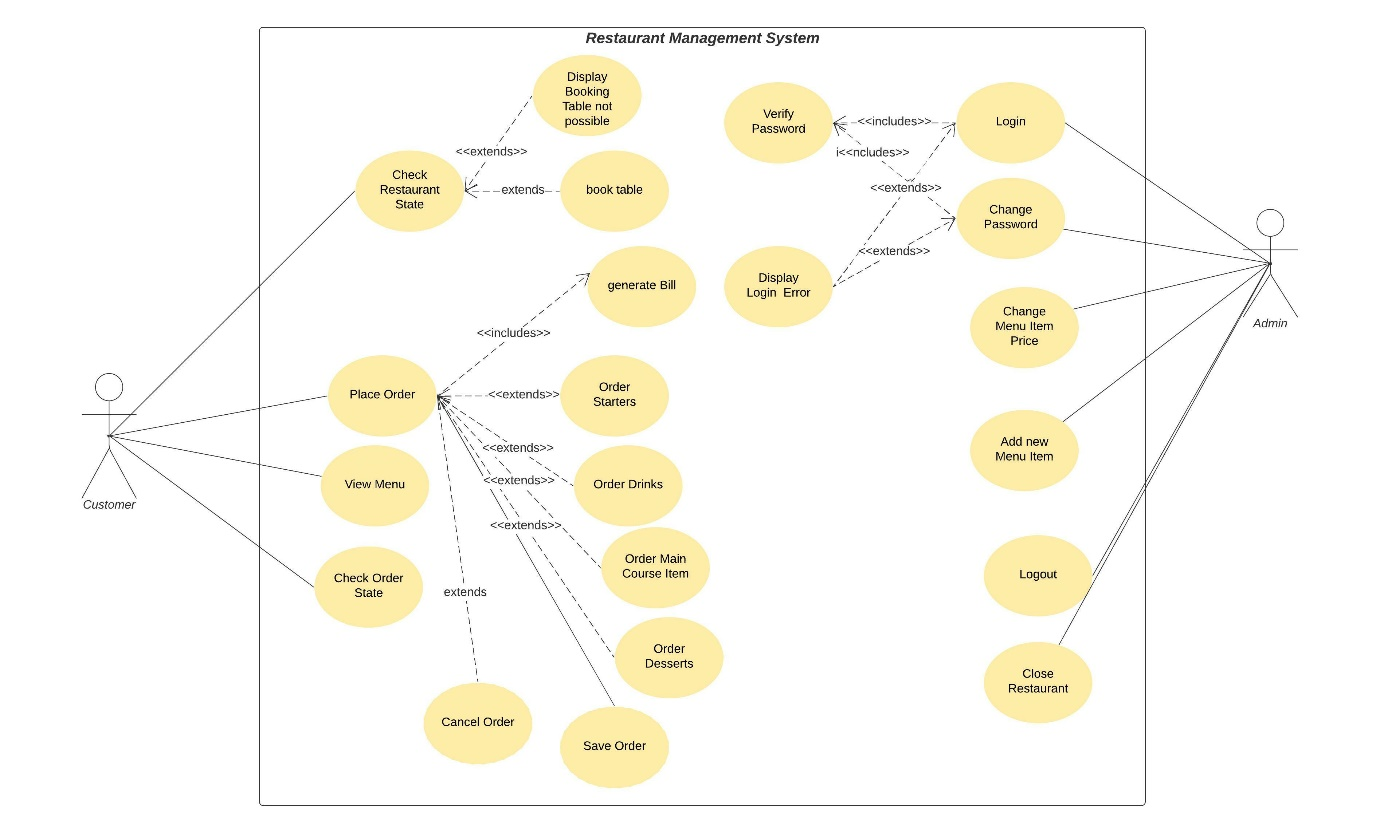 Restaurant Management System
Display
Booking
Table not
possible
<<extends>>
Check
Restaurant
State
extends
book table
generate Bill
<<includes>>
Place Order
<<extends>>
Order
Starters
<<extends>>
View Menu
<<extends>>
Order Drinks
<<extends>>
Order Main
Course Item
Check Order
State
extends
Order
Desserts
Cancel Order
Save Order
Customer
Verify
Password
<<includes>>
Login
i<<ncludes>>
<<extends>>
Change
Password
<<extends>>
Display
Login  Error
Change
Menu Item
Price
Admin
Add new
Menu Item
Logout
Close
Restaurant